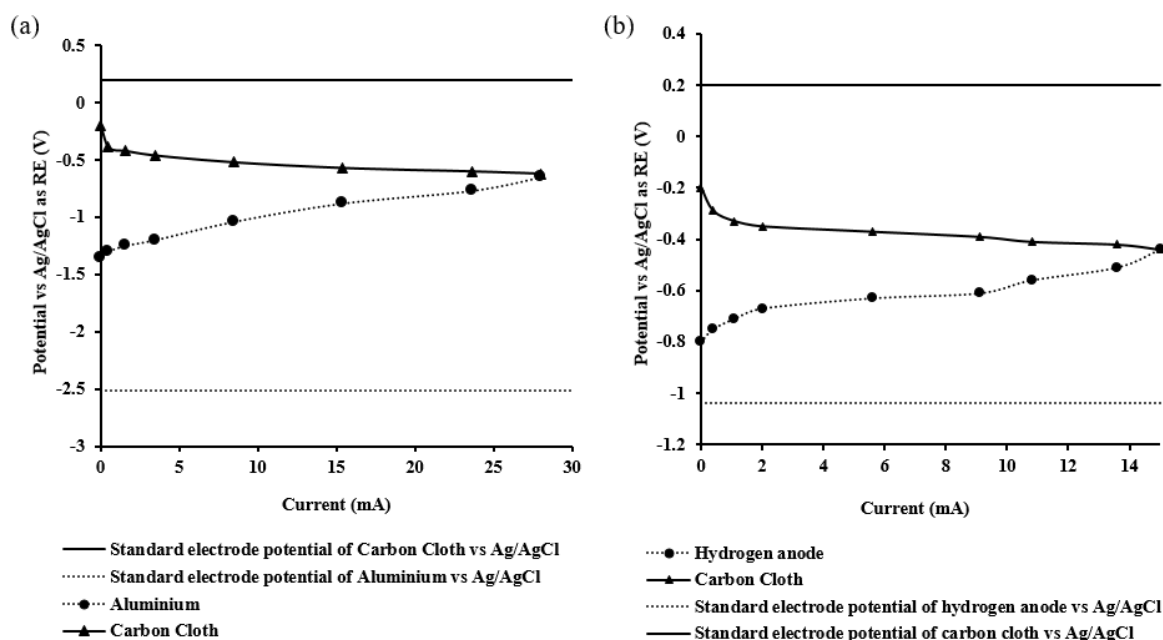 (a)
0.5
0
-0.5
-1
-1.5
-2
-2.5
-3
Potential vs Ag/AgCl as RE (V)
0 5 10 15 20 25 30
Current (mA)
Standard electrode potential of Carbon Cloth vs Ag/AgCl
Standard electrode potential of Aluminium vs Ag/AgCl
Aluminium
Carbon Cloth
(b)
0.4
0.2
0
-0.2
-0.4
-0.6
-0.8
-1
-1.2
Potential vs Ag/AgCl as RE (V)
0 2 4 6 8 10 12 14
Current (mA)
Hydrogen anode
Carbon Cloth
Standard electrode potential of hydrogen anode vs Ag/AgCl
Standard electrode potential of carbon cloth vs Ag/AgCl